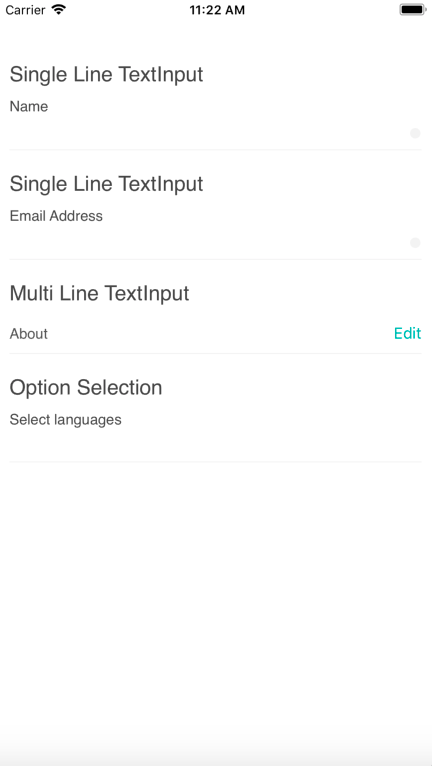 Carrier 11:22 AM
Single Line TextInput
Name
Single Line TextInput
Email Address
Multi Line TextInput
About Edit
Option Selection
Select languages